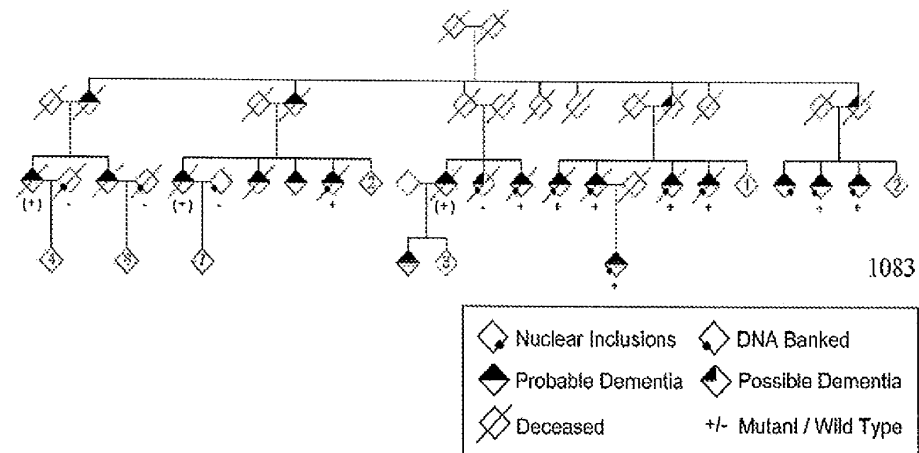 2
1
2
(+) - - (+) - + (+) - + + + + + + +
4 8 7 3
+
1083
Nuclear Inclusions DNA Banked
Probable Dementia Possible Dementia
Deceased +/- Mutant / Wild Type